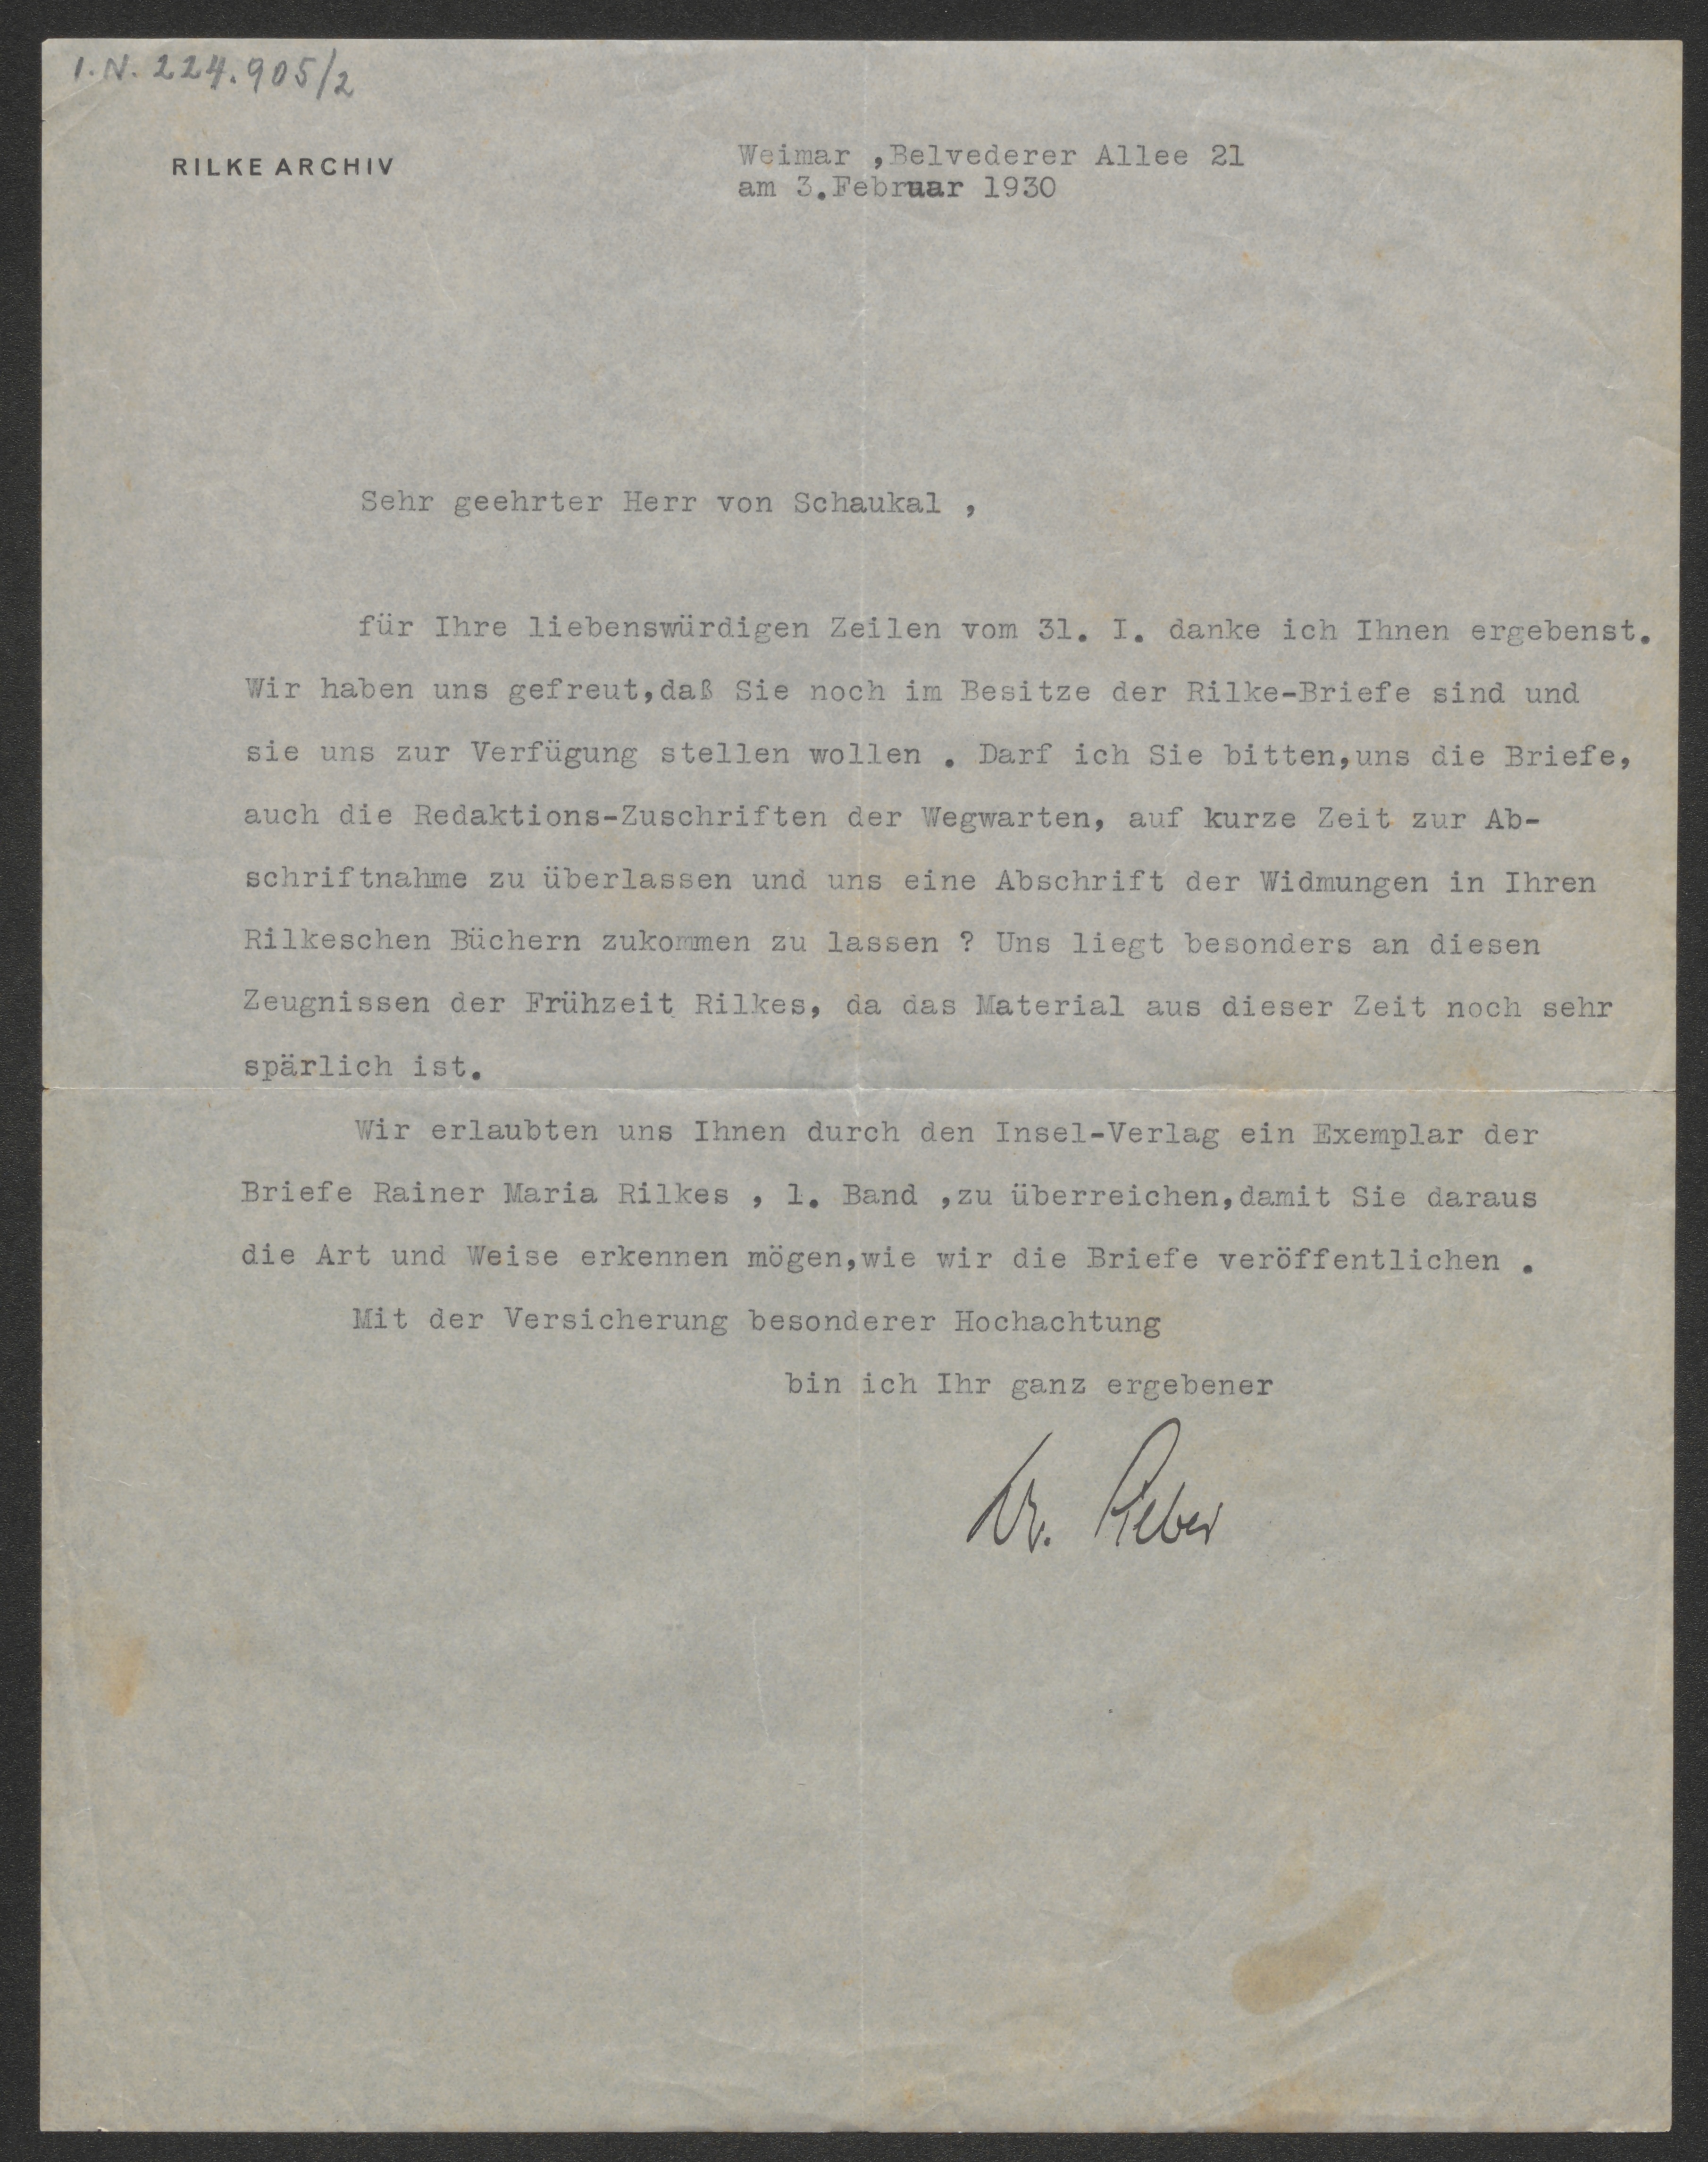 I.N. 224.905/2
RILKE ARCHIV
Weimar ,Belvederer Allee 21
am 3.Februar 1930
Sehr geehrter Herr von Schaukal ,
für Ihre liebenswürdigen Zeilen vom 31. I. danke ich Ihnen ergebenst.
Wir haben uns gefreut,daß Sie noch im Besitze der Rilke-Briefe sind und
sie uns zur Verfügung stellen wollen . Darf ich Sie bitten,uns die Briefe,
auch die Redaktions-Zuschriften der Wegwarten, auf kurze Zeit zur Ab-
schriftnahme zu überlassen und uns eine Abschrift der Widmungen in Ihren
Rilkeschen Büchern zukommen zu lassen ? Uns liegt besonders an diesen
Zeugnissen der Frühzeit Rilkes, da das Material aus dieser Zeit noch sehr
spärlich ist.
Wir erlaubten uns Ihnen durch den Insel-Verlag ein Exemplar der
Briefe Rainer Maria Rilkes , 1. Band ,zu überreichen,damit Sie daraus
die Art und Weise erkennen mögen,wie wir die Briefe veröffentlichen .
Mit der Versicherung besonderer Hochachtung
bin ich Ihr ganz ergebener
Dr.